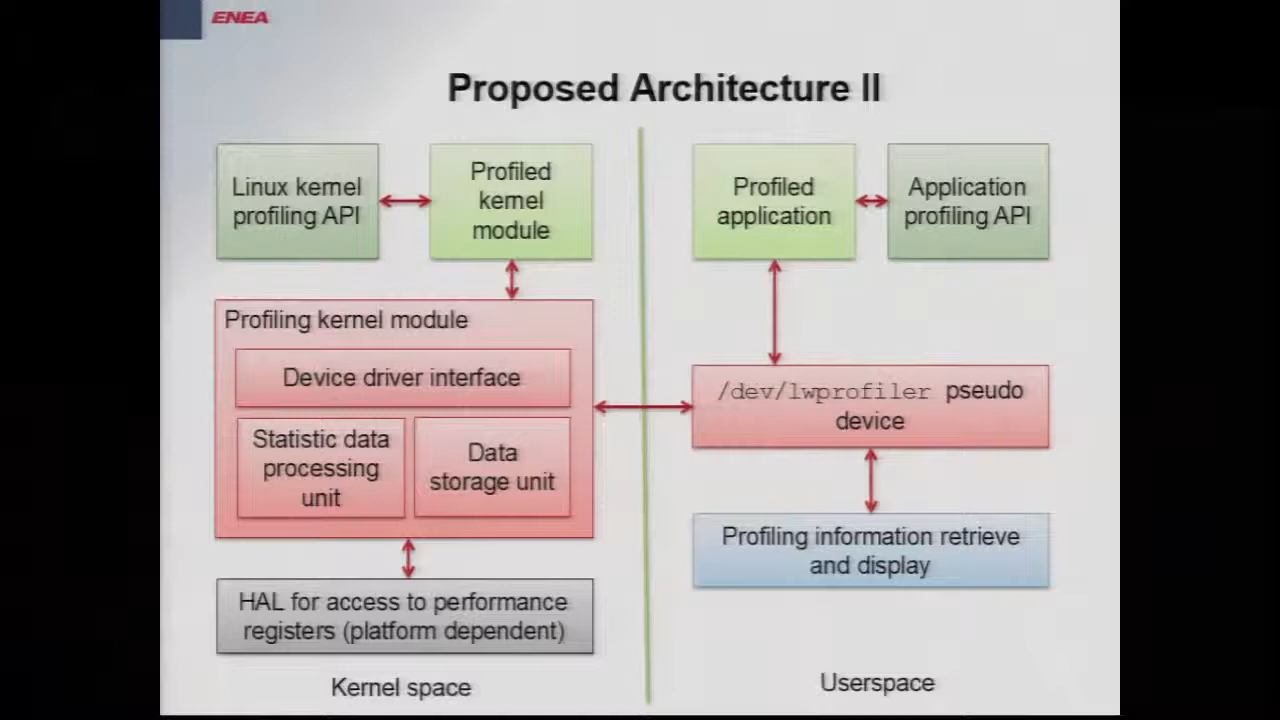 ENEA
Proposed Architecture II
Linux kernel
profiling API
Profiled
kernel
module
Profiled
application
Application
profiling API
Profiling kernel module
Device driver interface
Statistic data
processing
unit
Data
storage unit
/dev/lwprofiler pseudo
device
Profiling information retrieve
and display
HAL for access to performance
registers (platform dependent)
Kernel space
Userspace